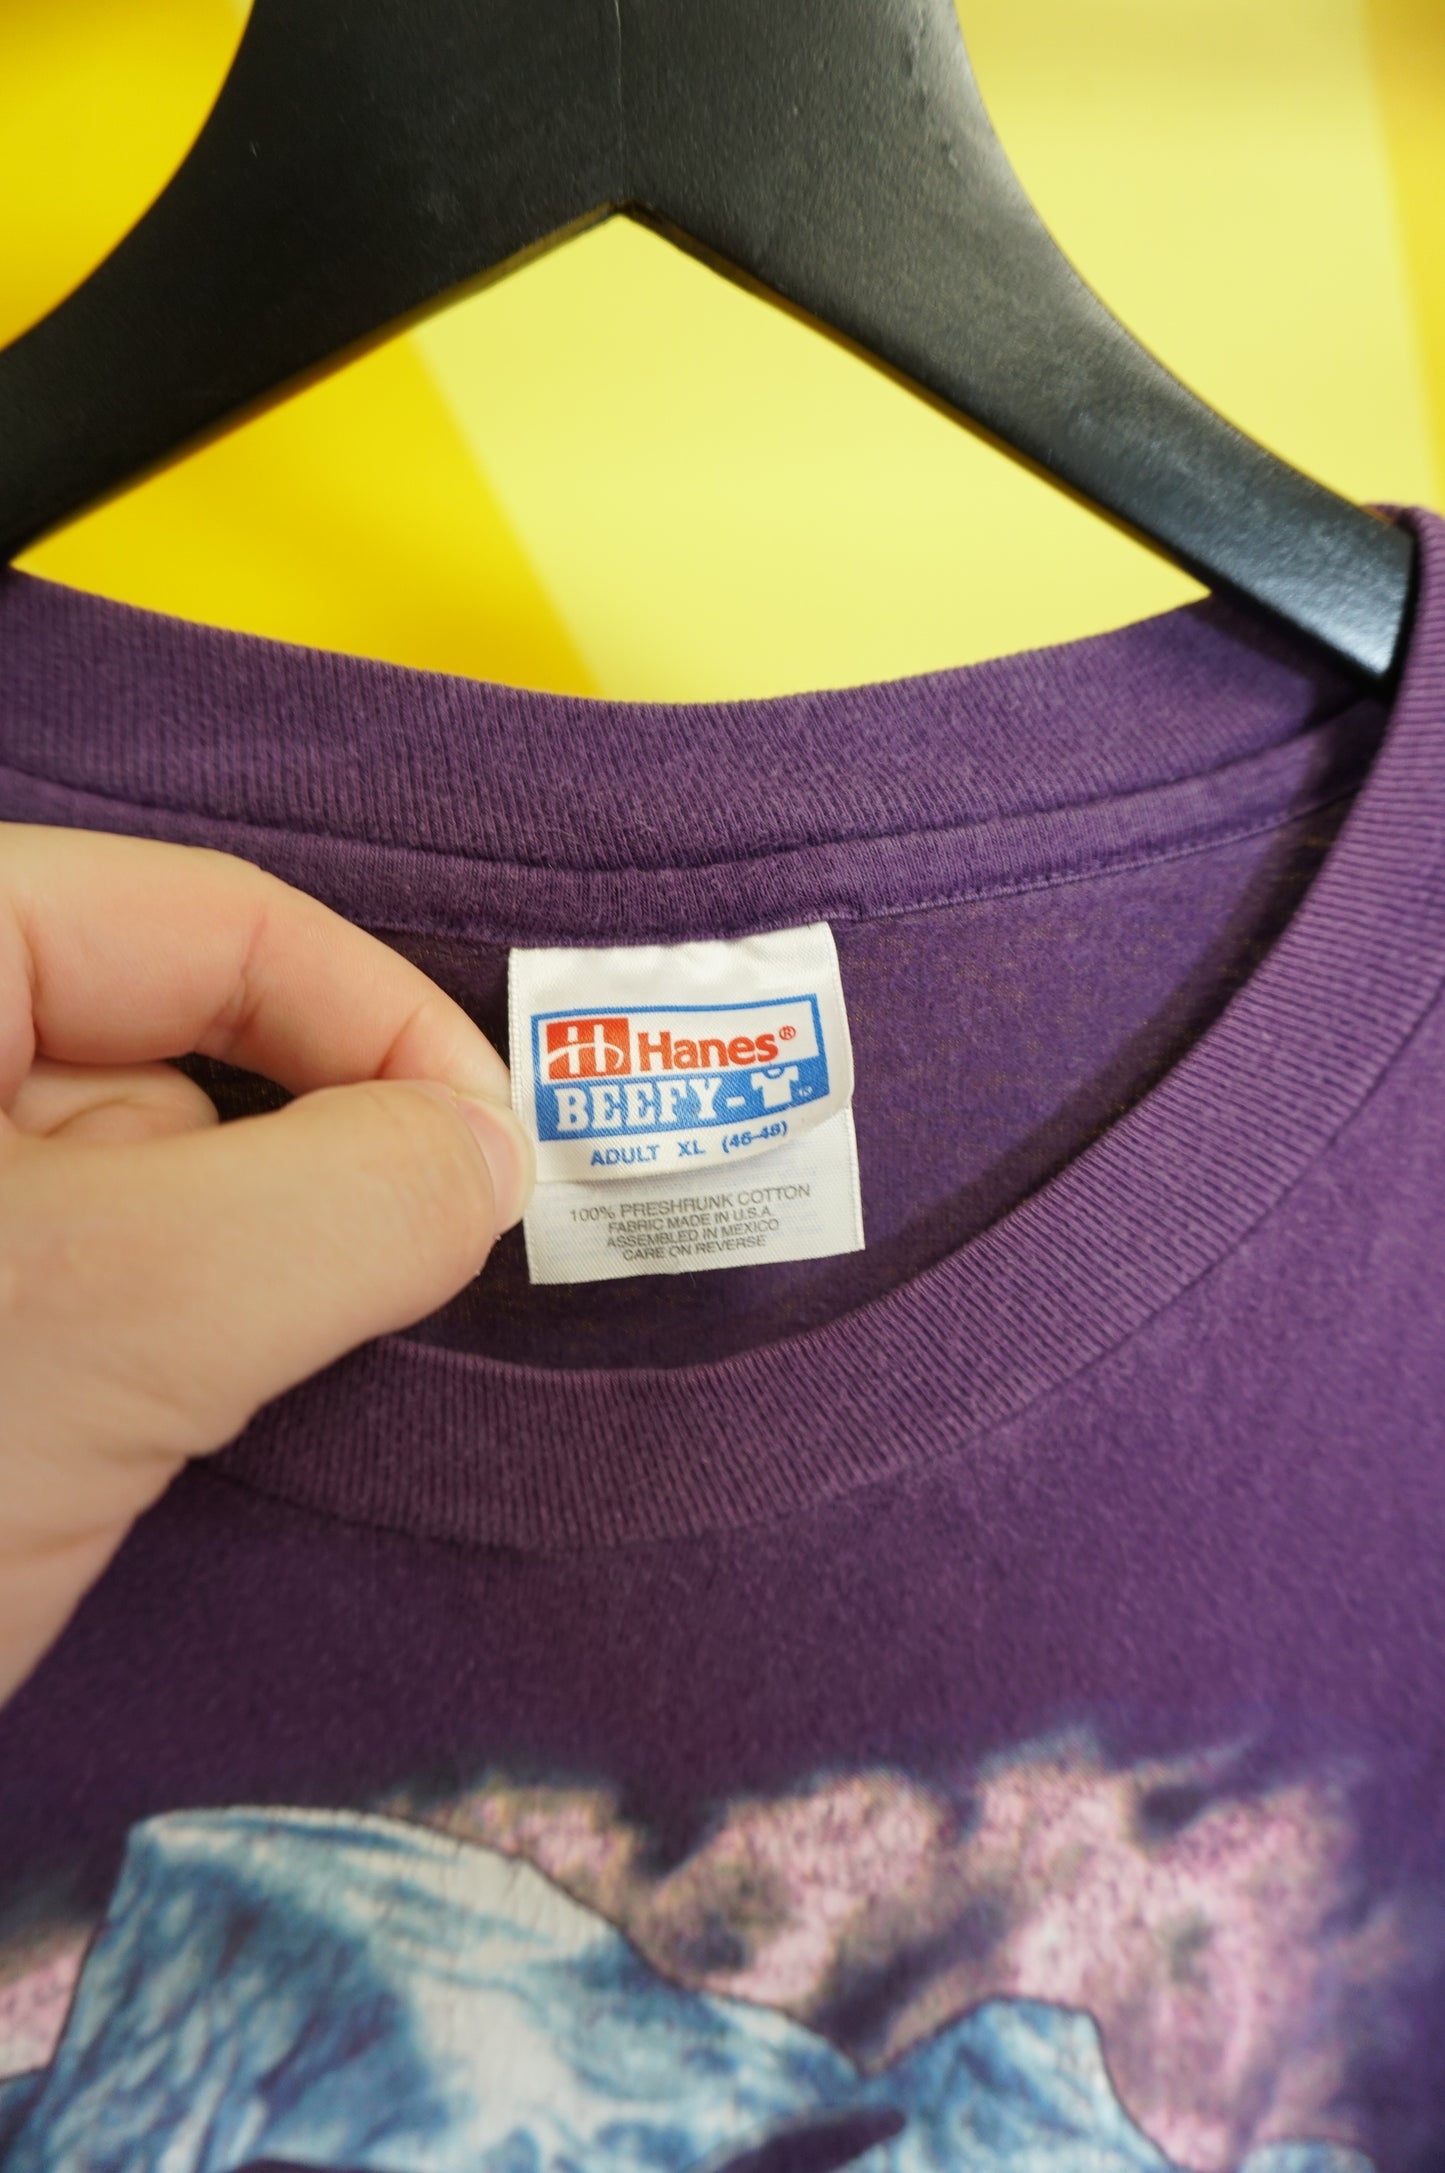 Hanes®
BEEFY-T
ADULT XL (46-48)
100% PRESHRUNK COTTON
FABRIC MADE IN U.S.A.
ASSEMBLED IN MEXICO
CARE ON REVERSE